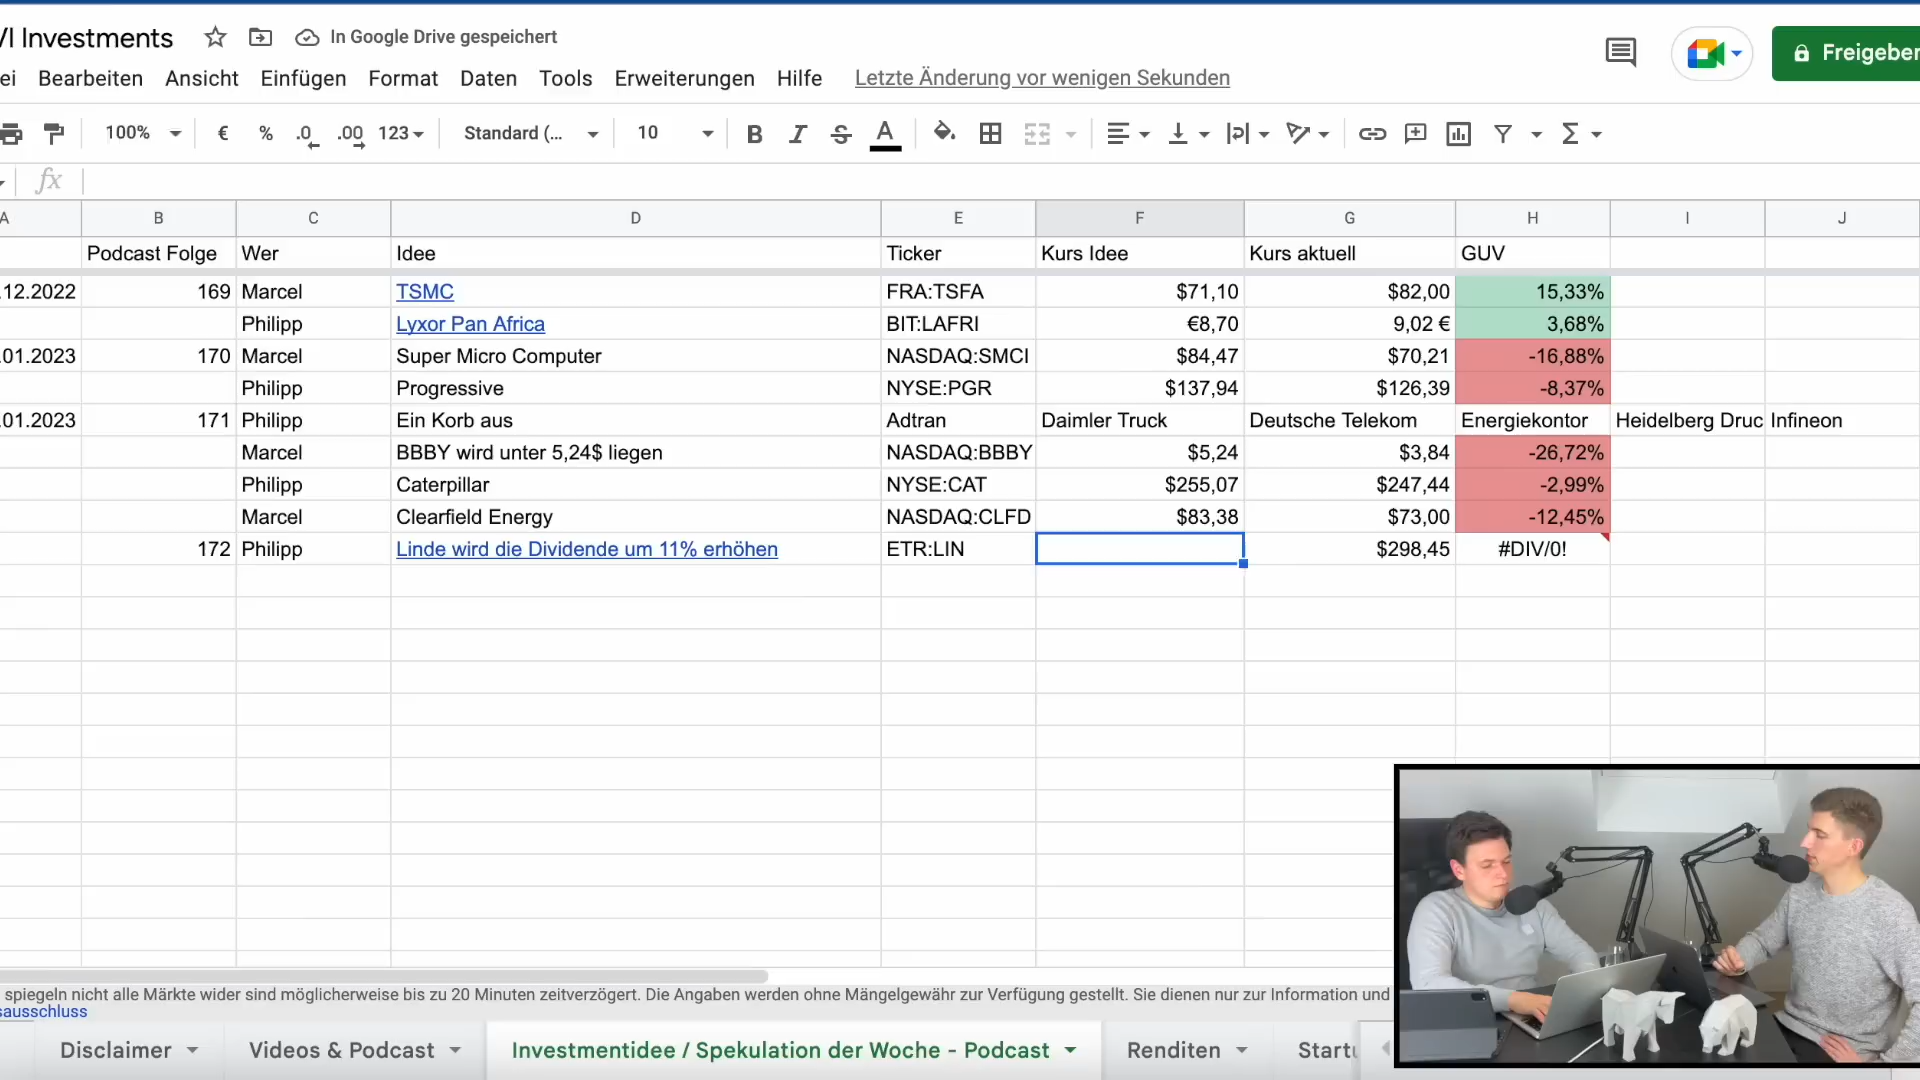 VI Investments
In Google Drive gespeichert
Freigeben
ei Bearbeiten Ansicht Einfügen Format Daten Tools Erweiterungen Hilfe Letzte Änderung vor wenigen Sekunden
100% € % .0 .00 123 Standard (... 10
fx
A B C D E F G H I J
Podcast Folge Wer Idee Ticker Kurs Idee Kurs aktuell GUV
.12.2022 169 Marcel TSMC FRA:TSFA $71,10 $82,00 15,33%
Philipp Lyxor Pan Africa BIT:LAFRI €8,70 9,02 € 3,68%
.01.2023 170 Marcel Super Micro Computer NASDAQ:SMCI $84,47 $70,21 -16,88%
Philipp Progressive NYSE:PGR $137,94 $126,39 -8,37%
.01.2023 171 Philipp Ein Korb aus Adtran Daimler Truck Deutsche Telekom Energiekontor Heidelberg Druc Infineon
Marcel BBBY wird unter 5,24$ liegen NASDAQ:BBBY $5,24 $3,84 -26,72%
Philipp Caterpillar NYSE:CAT $255,07 $247,44 -2,99%
Marcel Clearfield Energy NASDAQ:CLFD $83,38 $73,00 -12,45%
172 Philipp Linde wird die Dividende um 11% erhöhen ETR:LIN $298,45 #DIV/0!
spiegeln nicht alle Märkte wider sind möglicherweise bis zu 20 Minuten zeitverzögert. Die Angaben werden ohne Mängelgewähr zur Verfügung gestellt. Sie dienen nur zur Information und
sausschluss
Disclaimer Videos & Podcast Investmentidee / Spekulation der Woche - Podcast Renditen Startu